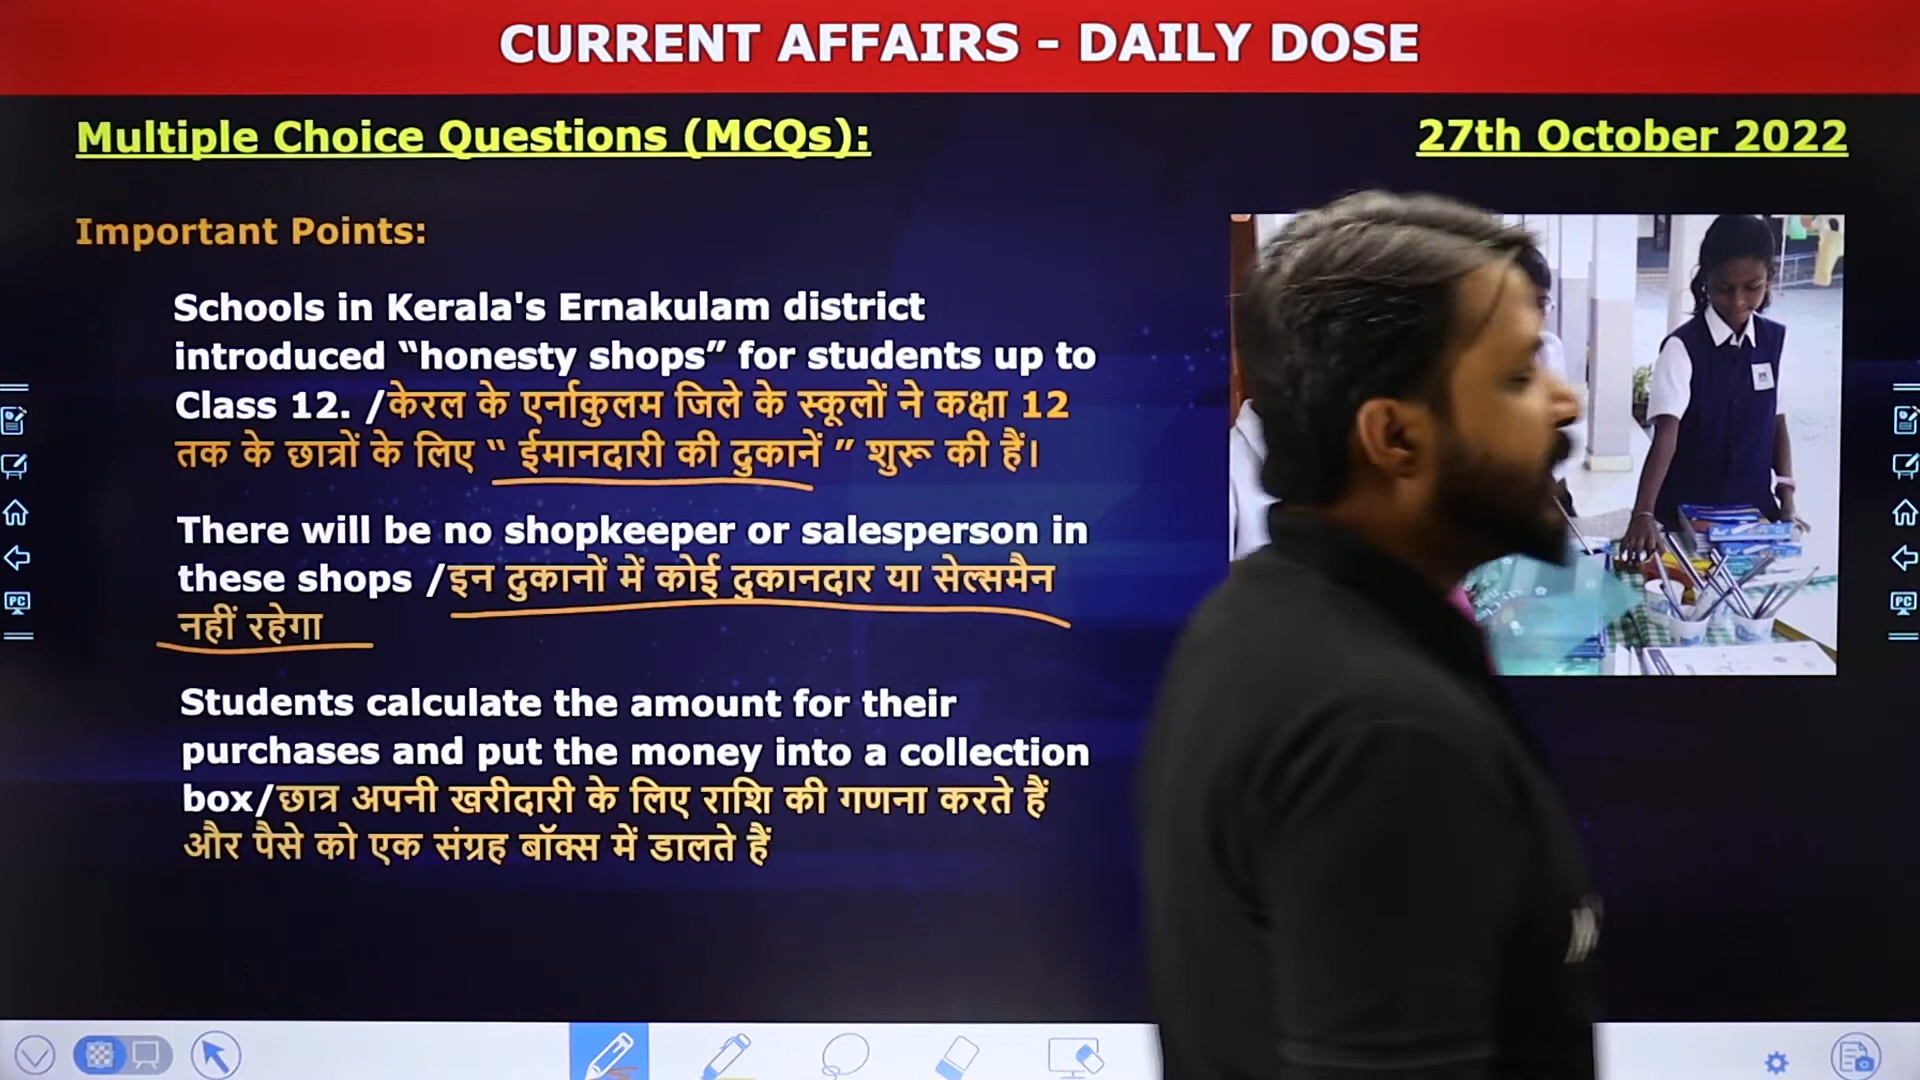 CURRENT AFFAIRS - DAILY DOSE
Multiple Choice Questions (MCQs):
27th October 2022
Important Points:
Schools in Kerala's Ernakulam district
introduced “honesty shops” for students up to
Class 12. /केरल के एर्नाकुलम जिले के स्कूलों ने कक्षा 12
तक के छात्रों के लिए “ ईमानदारी की दुकानें ” शुरू की हैं।
There will be no shopkeeper or salesperson in
these shops /इन दुकानों में कोई दुकानदार या सेल्समैन
नहीं रहेगा
Students calculate the amount for their
purchases and put the money into a collection
box/छात्र अपनी खरीदारी के लिए राशि की गणना करते हैं
और पैसे को एक संग्रह बॉक्स में डालते हैं
PC
PC